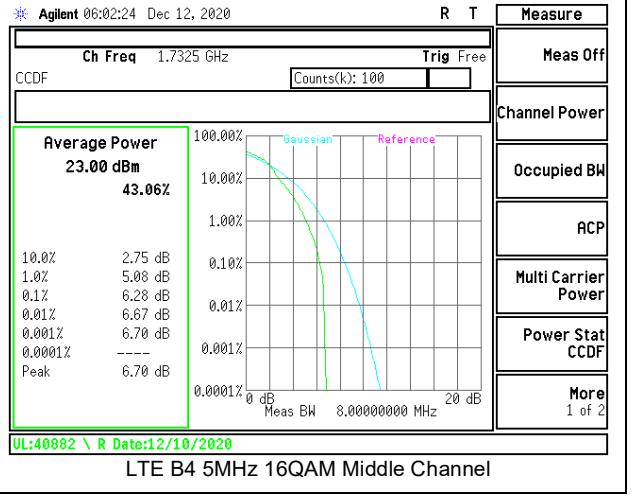 Agilent 06:02:24 Dec 12, 2020 R T
Measure
Ch Freq 1.7325 GHz Trig Free
CCDF Counts(k): 100
Meas Off
Channel Power
Occupied BW
ACP
Multi Carrier
Power
Power Stat
CCDF
More
1 of 2
Average Power
23.00 dBm
43.06%
10.0% 2.75 dB
1.0% 5.08 dB
0.1% 6.28 dB
0.01% 6.67 dB
0.001% 6.70 dB
0.0001% ----
Peak 6.70 dB
Gaussian Reference
100.00%
10.00%
1.00%
0.10%
0.01%
0.001%
0.0001%
0 dB 20 dB
Meas BW 8.00000000 MHz
UL:40882 \ R Date:12/10/2020
LTE B4 5MHz 16QAM Middle Channel